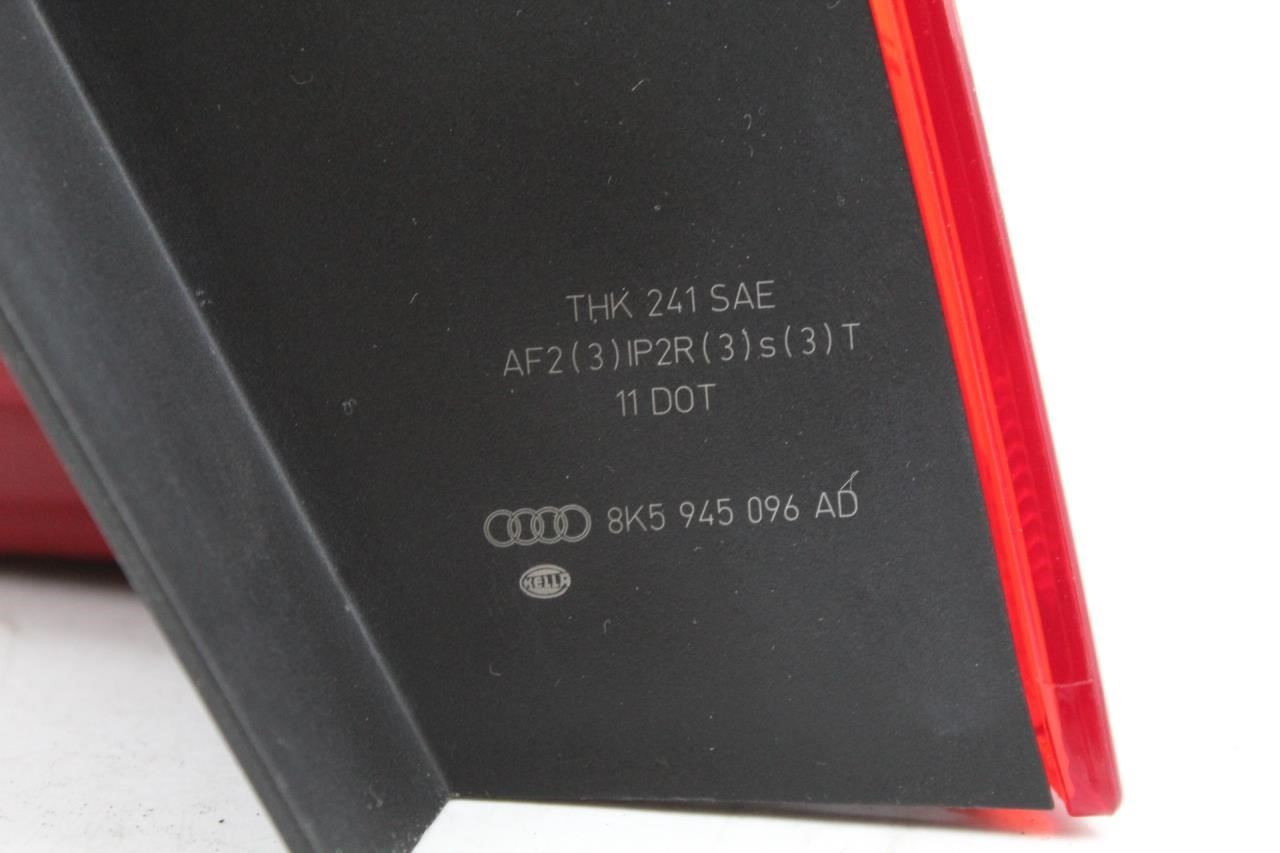 THK 241 SAE
AF2(3)IP2R(3)s(3)T
11 DOT
8K5 945 096 AD
HELLA